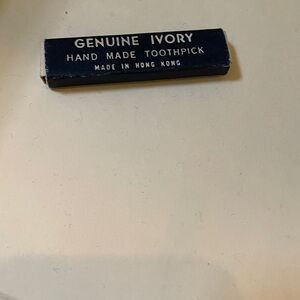 GENUINE IVORY
HAND MADE TOOTHPICK
MADE IN HONG KONG